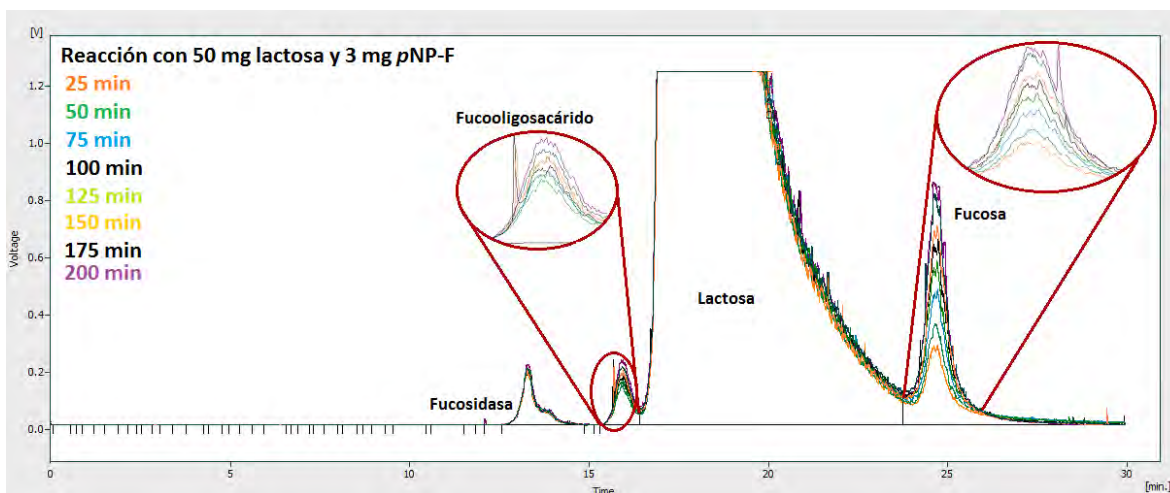 [V]
Reacción con 50 mg lactosa y 3 mg pNP-F
25 min
50 min
75 min
100 min
125 min
150 min
175 min
200 min
Fucooligosacárido
Fucosa
Lactosa
Fucosidasa
Voltage
1.2
1.0
0.8
0.6
0.4
0.2
0.0
0 5 10 15 20 25 30
Time
[min.]